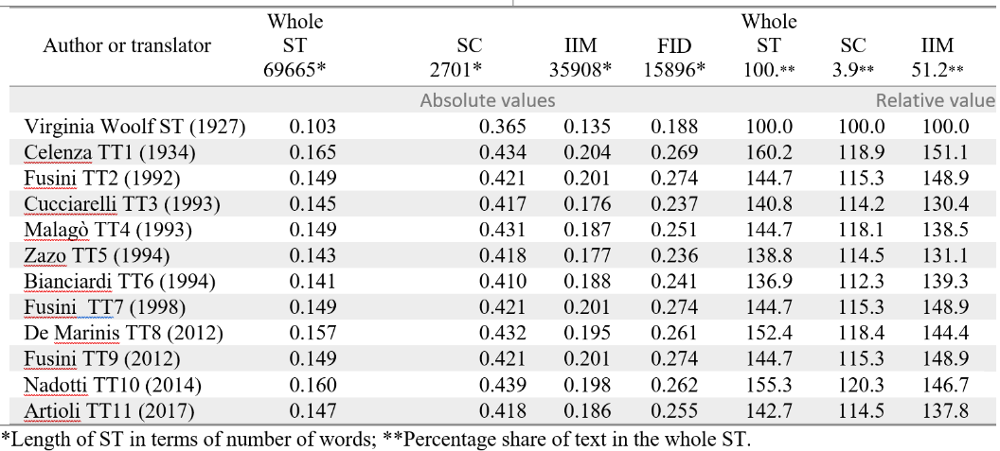 Whole Whole
Author or translator ST SC IIM FID ST SC IIM
69665* 2701* 35908* 15896* 100.** 3.9** 51.2**
Absolute values Relative value
Virginia Woolf ST (1927) 0.103 0.365 0.135 0.188 100.0 100.0 100.0
Celenza TT1 (1934) 0.165 0.434 0.204 0.269 160.2 118.9 151.1
Fusini TT2 (1992) 0.149 0.421 0.201 0.274 144.7 115.3 148.9
Cucciarelli TT3 (1993) 0.145 0.417 0.176 0.237 140.8 114.2 130.4
Malagò TT4 (1993) 0.149 0.431 0.187 0.251 144.7 118.1 138.5
Zazo TT5 (1994) 0.143 0.418 0.177 0.236 138.8 114.5 131.1
Bianciardi TT6 (1994) 0.141 0.410 0.188 0.241 136.9 112.3 139.3
Fusini TT7 (1998) 0.149 0.421 0.201 0.274 144.7 115.3 148.9
De Marinis TT8 (2012) 0.157 0.432 0.195 0.261 152.4 118.4 144.4
Fusini TT9 (2012) 0.149 0.421 0.201 0.274 144.7 115.3 148.9
Nadotti TT10 (2014) 0.160 0.439 0.198 0.262 155.3 120.3 146.7
Artioli TT11 (2017) 0.147 0.418 0.186 0.255 142.7 114.5 137.8
*Length of ST in terms of number of words; **Percentage share of text in the whole ST.